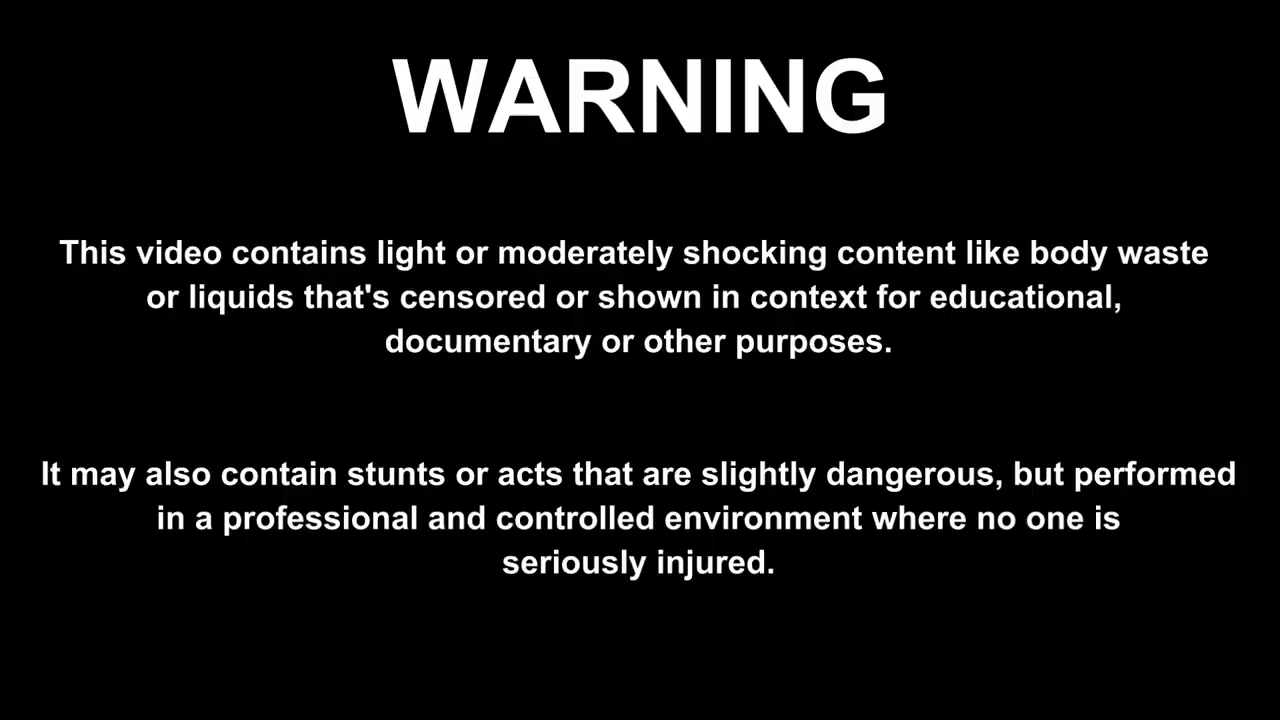 WARNING
This video contains light or moderately shocking content like body waste
or liquids that's censored or shown in context for educational,
documentary or other purposes.
It may also contain stunts or acts that are slightly dangerous, but performed
in a professional and controlled environment where no one is
seriously injured.